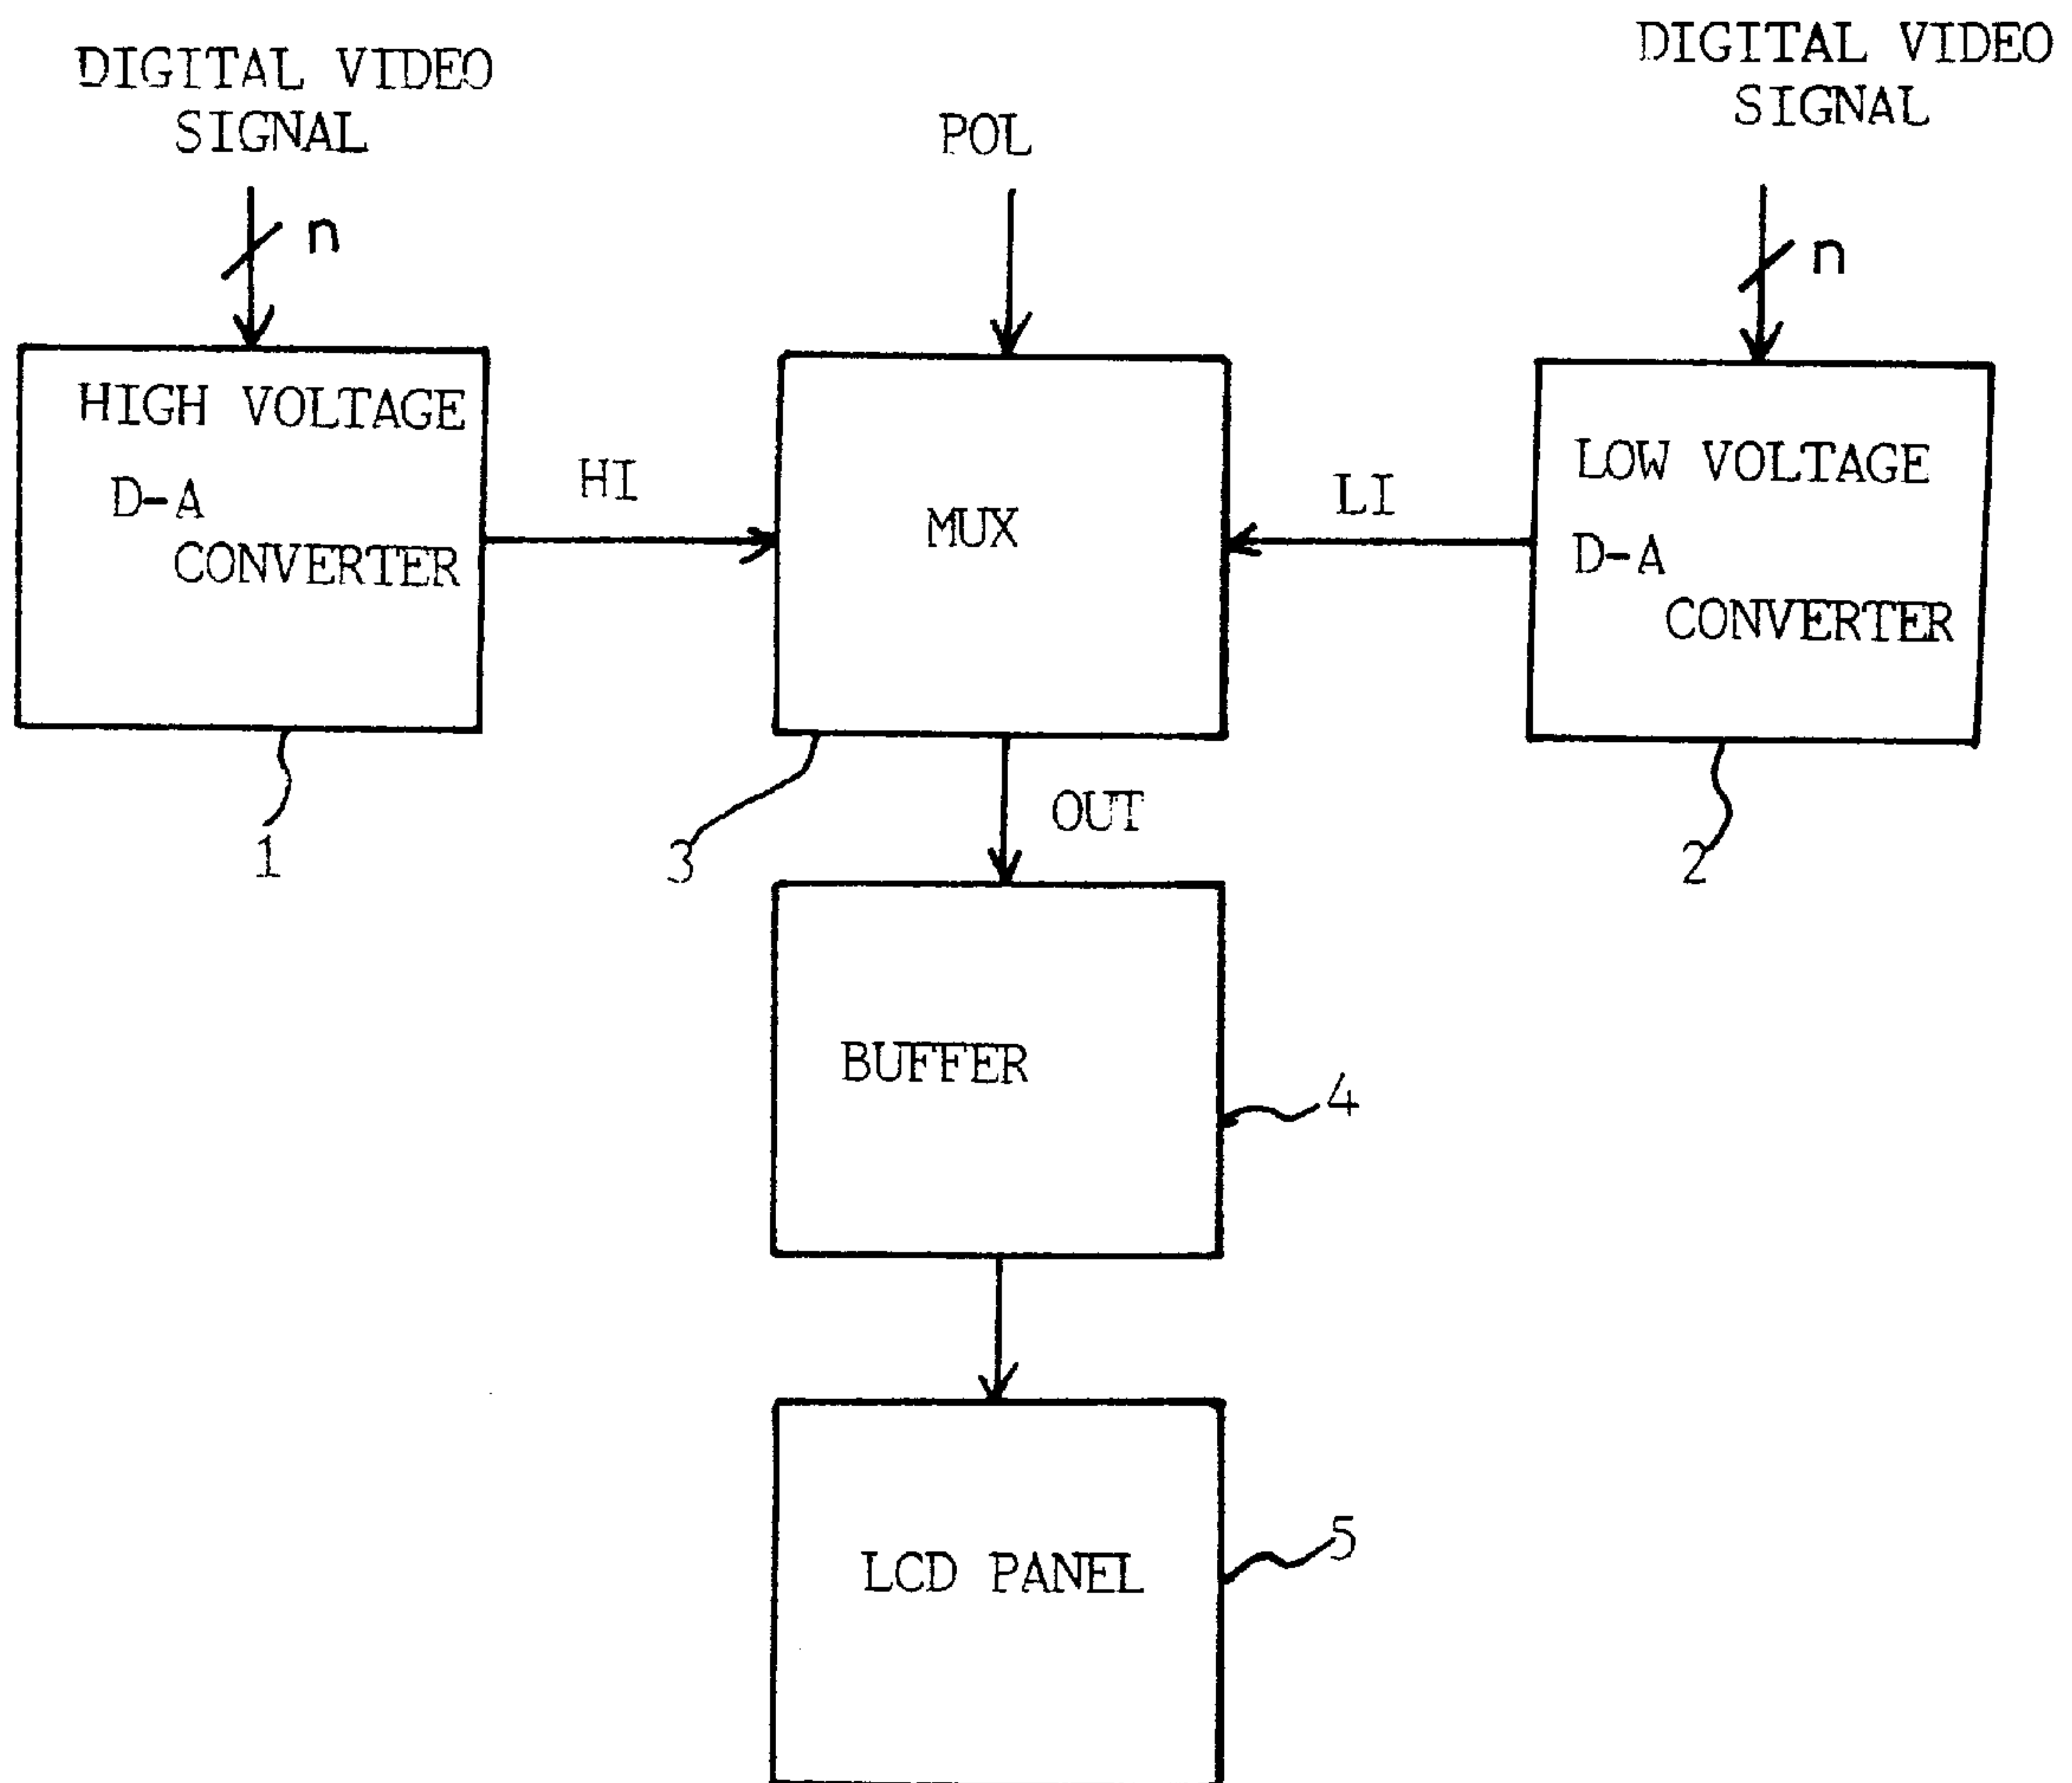 DIGITAL VIDEO
SIGNAL
n
POL
DIGITAL VIDEO
SIGNAL
n
HIGH VOLTAGE
D-A
CONVERTER
HI
MUX
LI
LOW VOLTAGE
D-A
CONVERTER
1
3
OUT
2
BUFFER
4
LCD PANEL
5